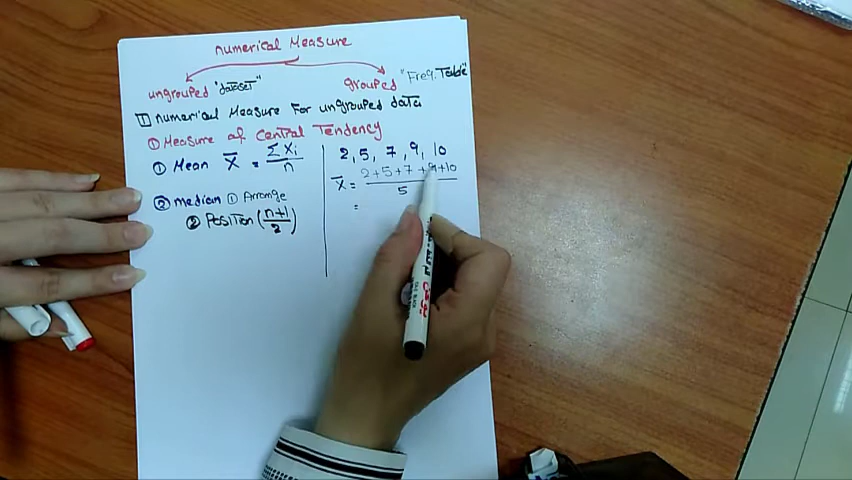 numerical Measure
ungrouped "dataset"
grouped "Freq. Table"
1 numerical Measure For ungrouped data
① Measure of Central Tendency
① Mean X̄ = ΣXi / n
② median ① Arrange
② Position (n+1 / 2)
2, 5, 7, 9, 10
X̄ = 2+5+7+9+10 / 5
=